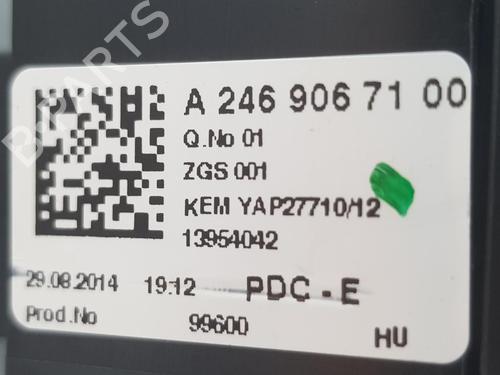 A 246 906 71 00
Q.No 01
ZGS 001
KEM YAP27710/12
13954042
29.08.2014 19:12 PDC - E
Prod.No 99600 HU
B-PARTS